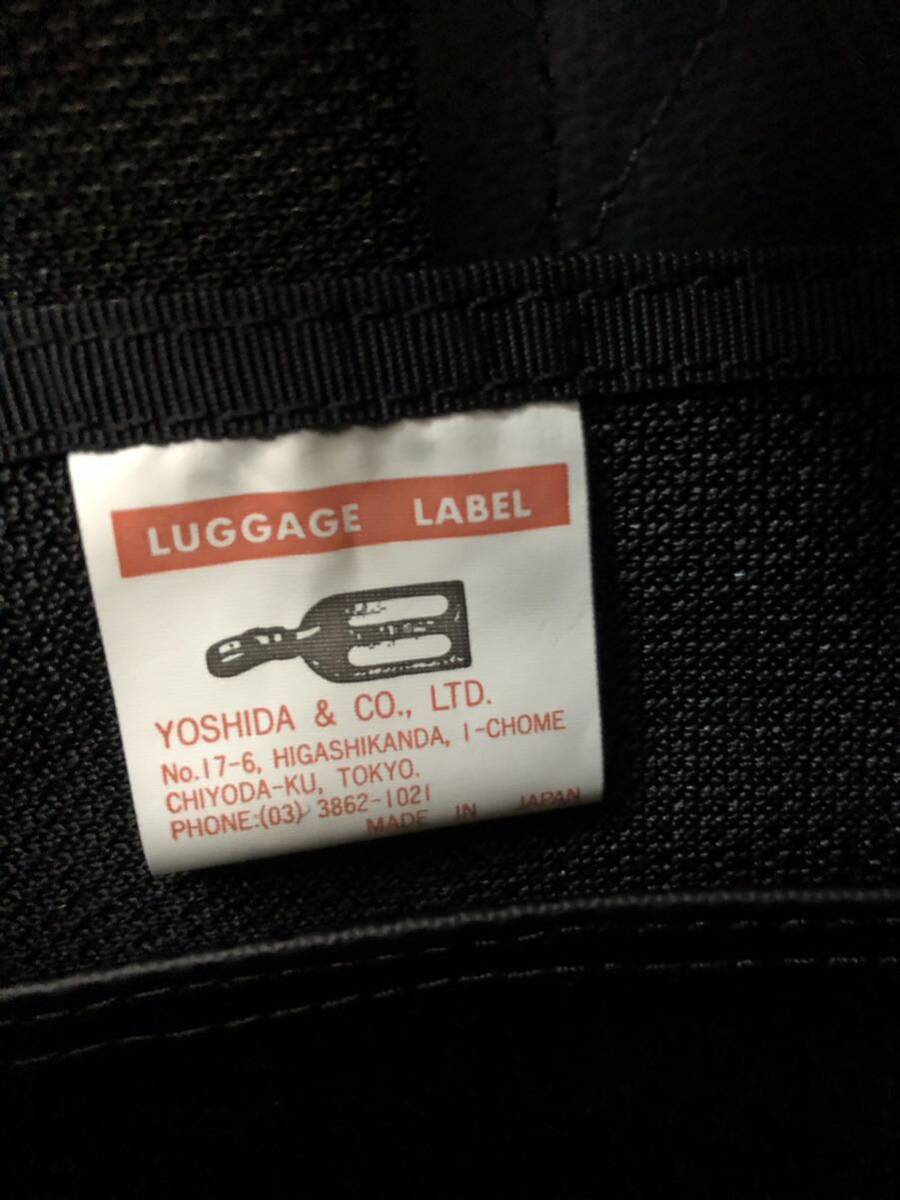 LUGGAGE LABEL
YOSHIDA & CO., LTD.
No.17-6, HIGASHIKANDA, 1-CHOME
CHIYODA-KU, TOKYO.
PHONE:(03) 3862-1021
MADE IN JAPAN